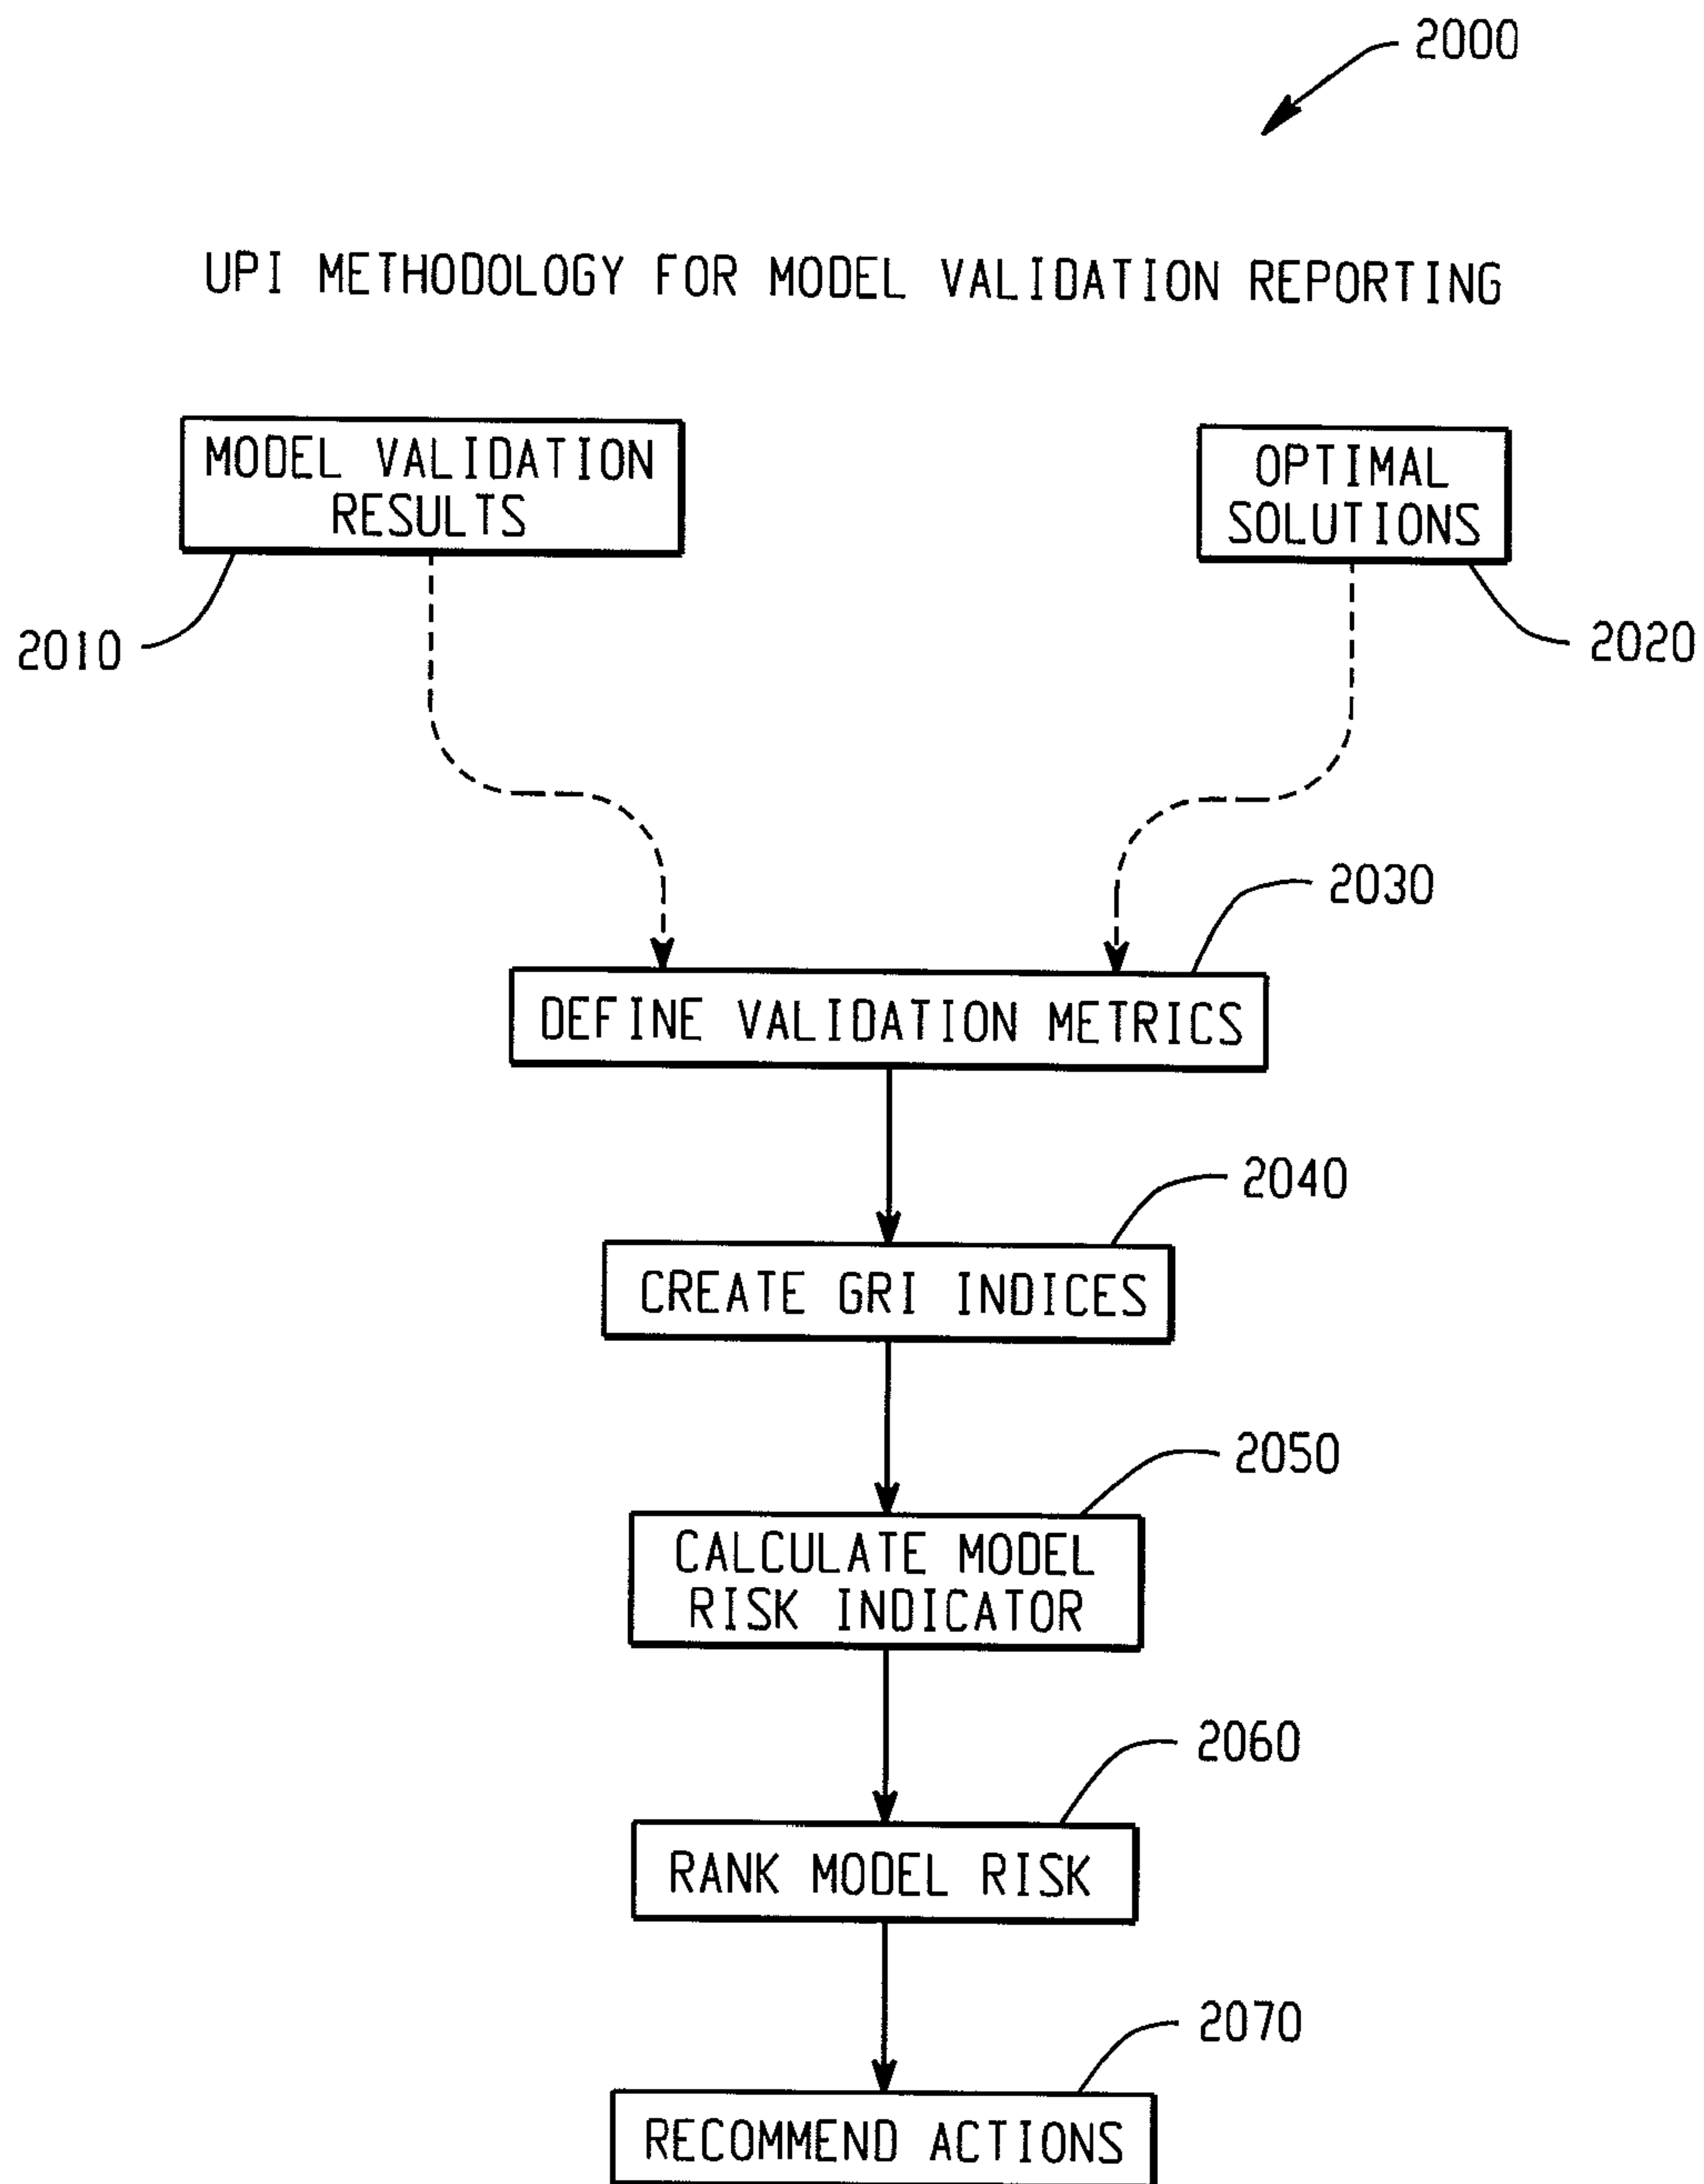 2000
UPI METHODOLOGY FOR MODEL VALIDATION REPORTING
MODEL VALIDATION
RESULTS
OPTIMAL
SOLUTIONS
2010
2020
2030
DEFINE VALIDATION METRICS
2040
CREATE GRI INDICES
2050
CALCULATE MODEL
RISK INDICATOR
2060
RANK MODEL RISK
2070
RECOMMEND ACTIONS